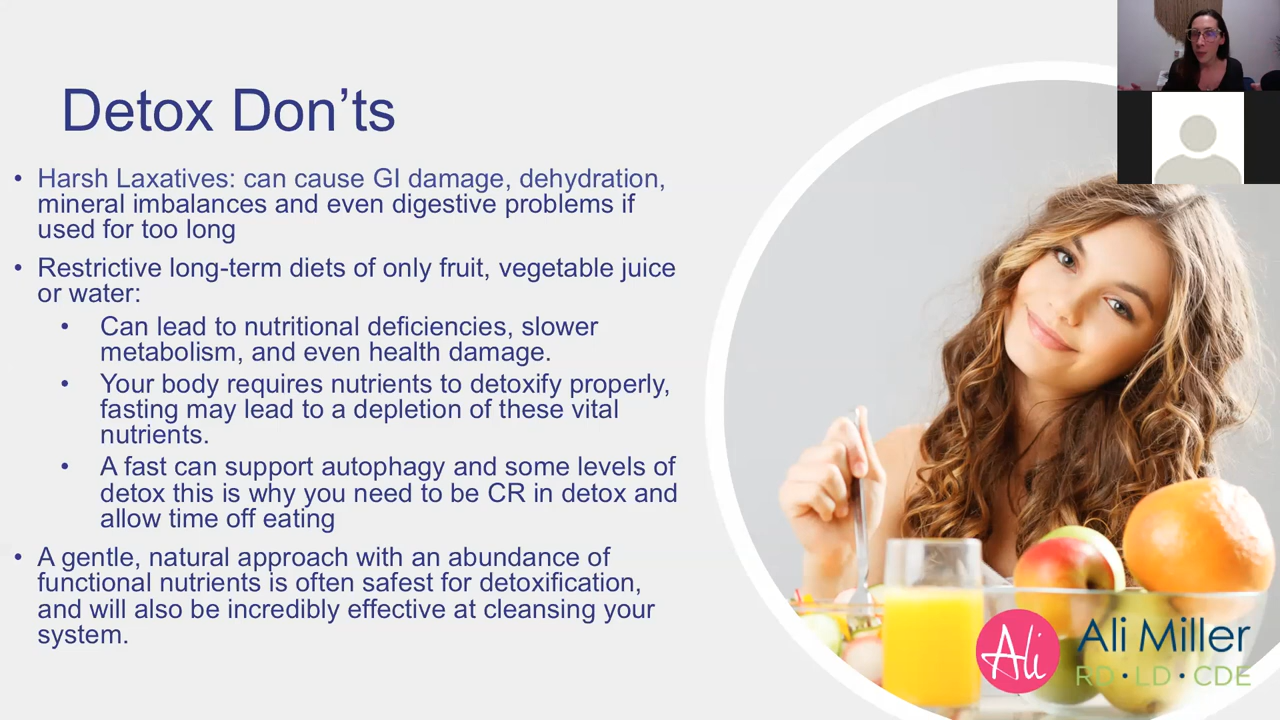 Detox Don’ts
• Harsh Laxatives: can cause GI damage, dehydration,
mineral imbalances and even digestive problems if
used for too long
• Restrictive long-term diets of only fruit, vegetable juice
or water:
• Can lead to nutritional deficiencies, slower
metabolism, and even health damage.
• Your body requires nutrients to detoxify properly,
fasting may lead to a depletion of these vital
nutrients.
• A fast can support autophagy and some levels of
detox this is why you need to be CR in detox and
allow time off eating
• A gentle, natural approach with an abundance of
functional nutrients is often safest for detoxification,
and will also be incredibly effective at cleansing your
system.
Ali
Ali Miller
RD • LD • CDE